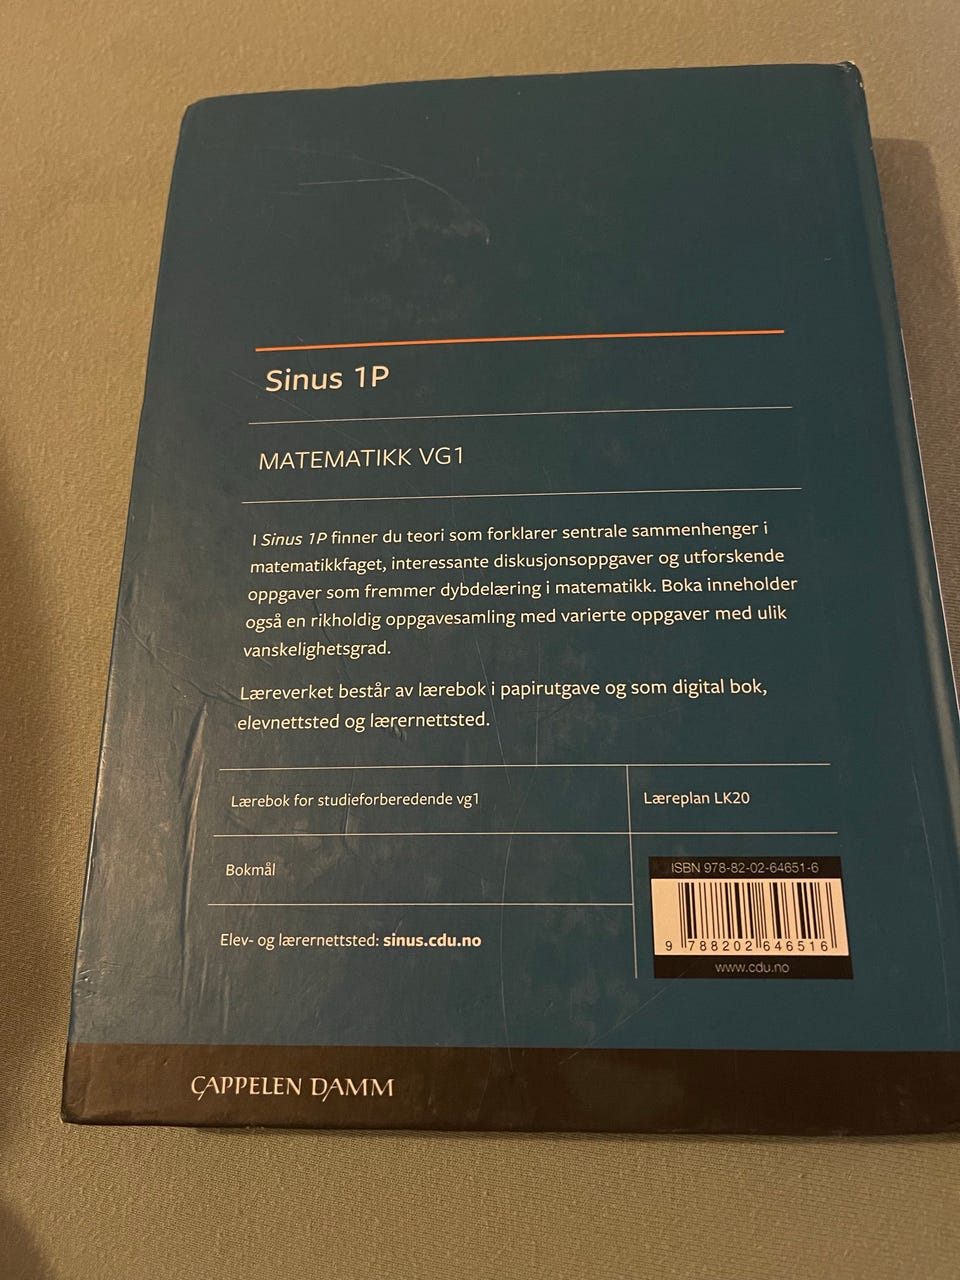 Sinus 1P
MATEMATIKK VG1
I Sinus 1P finner du teori som forklarer sentrale sammenhenger i
matematikkfaget, interessante diskusjonsoppgaver og utforskende
oppgaver som fremmer dybdelæring i matematikk. Boka inneholder
også en rikholdig oppgavesamling med varierte oppgaver med ulik
vanskelighetsgrad.
Læreverket består av lærebok i papirutgave og som digital bok,
elevnettsted og lærernettsted.
Lærebok for studieforberedende vg1
Læreplan LK20
Bokmål
Elev- og lærernettsted: sinus.cdu.no
ISBN 978-82-02-64651-6
9 788202 646516
www.cdu.no
CAPPELEN DAMM